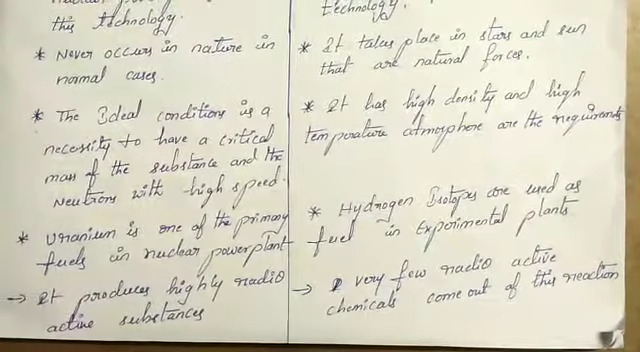 this technology.
* Never occurs in nature in
normal cases.
* The Ideal conditions is a
necessity to have a critical
mass of the substance and the
Neutrons with high speed.
* Uranium is one of the primary
fuels in nuclear powerplant
→ It produces highly radio
active substances
technology.
* It takes place in stars and sun
that are natural forces.
* It has high density and high
temperature atmosphere are the requirements
* Hydrogen Isotopes are used as
fuel in Experimental plants
→ very few radio active
chemicals come out of this reaction